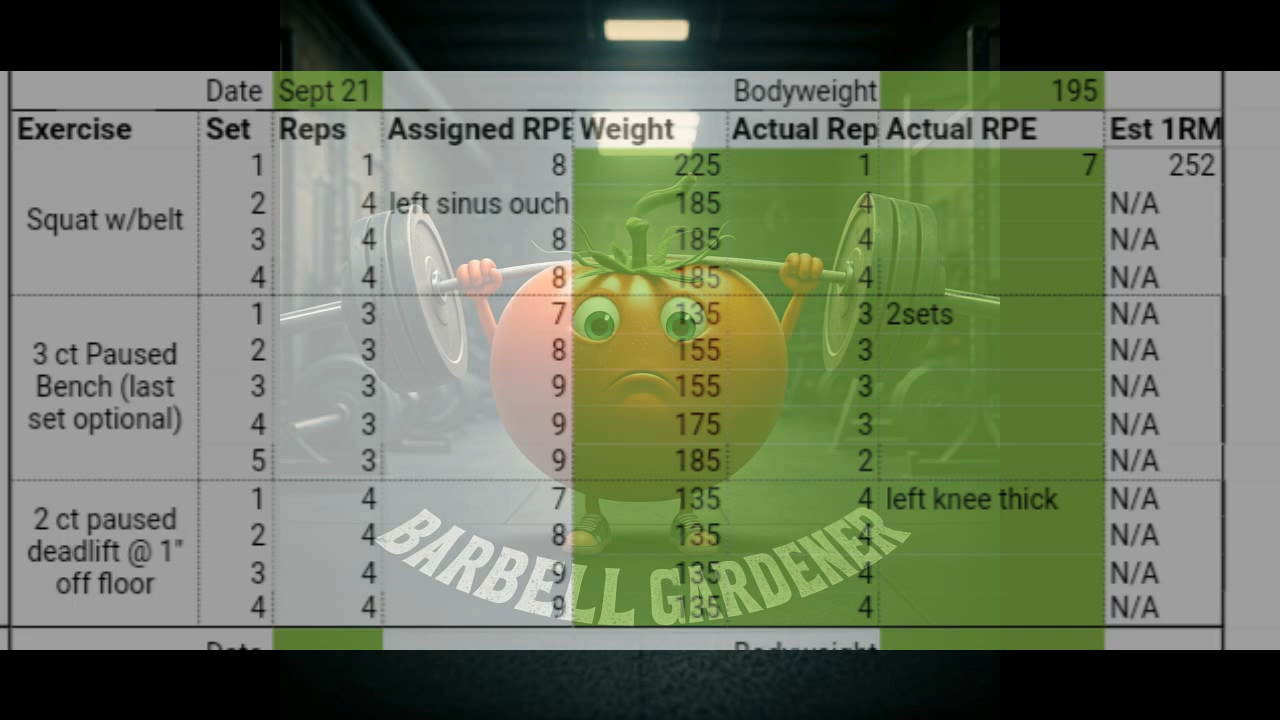 Date Sept 21 Bodyweight 195
Exercise Set Reps Assigned RPE Weight Actual Rep Actual RPE Est 1RM
1 1 8 225 1 7 252
Squat w/belt
2 4 left sinus ouch 185 4 N/A
3 4 8 185 4 N/A
4 4 8 185 4 N/A
1 3 7 135 3 2sets N/A
3 ct Paused
2 3 8 155 3 N/A
Bench (last
3 3 9 155 3 N/A
set optional)
4 3 9 175 3 N/A
5 3 9 185 2 N/A
1 4 7 135 4 left knee thick N/A
2 ct paused
2 4 8 135 4 N/A
deadlift @ 1"
3 4 9 135 4 N/A
off floor
4 4 9 135 4 N/A
BARBELL GARDENER
Date Bodyweight